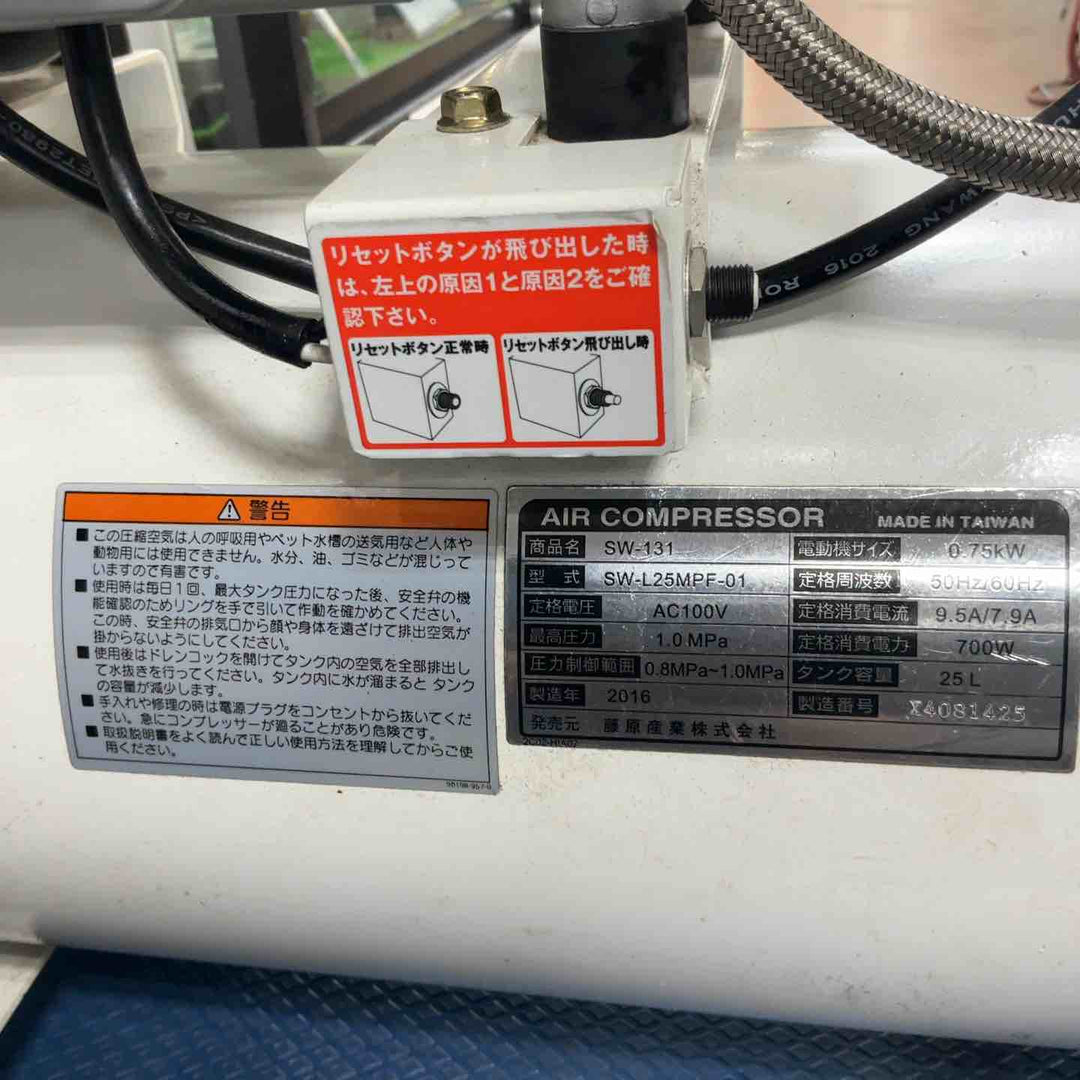 ROI
WANG 2016
リセットボタンが飛び出した時
は、左上の原因1と原因2をご確
認下さい。
リセットボタン正常時
リセットボタン飛び出し時
警告
■ この圧縮空気は人の呼吸用やペット水槽の送気用など人体や
動物用には使用できません。水分、油、ゴミなどが混じって
いますので有害です。
■ 使用時は毎日1回、最大タンク圧力になった後、安全弁の機
能確認のためリングを手で引いて作動を確かめてください。
この時、安全弁の排気口から顔や身体を遠ざけて排出空気が
掛からないようにしてください。
■ 使用後はドレンコックを開けてタンク内の空気を全部排出し
て水抜きを行ってください。タンク内に水が溜まると タンク
の容量が減少します。
■ 手入れや修理の時は電源プラグをコンセントから抜いてくだ
さい。急にコンプレッサーが廻ることがあり危険です。
■ 取扱説明書をよく読んで正しい使用方法を理解してからご使
用ください。
AIR COMPRESSOR MADE IN TAIWAN
商品名 SW-131 電動機サイズ 0.75kW
型式 SW-L25MPF-01 定格周波数 50Hz/60Hz
定格電圧 AC100V 定格消費電流 9.5A/7.9A
最高圧力 1.0MPa 定格消費電力 700W
圧力制御範囲 0.8MPa~1.0MPa タンク容量 25L
製造年 2016 製造番号 X4081425
発売元 藤原産業株式会社